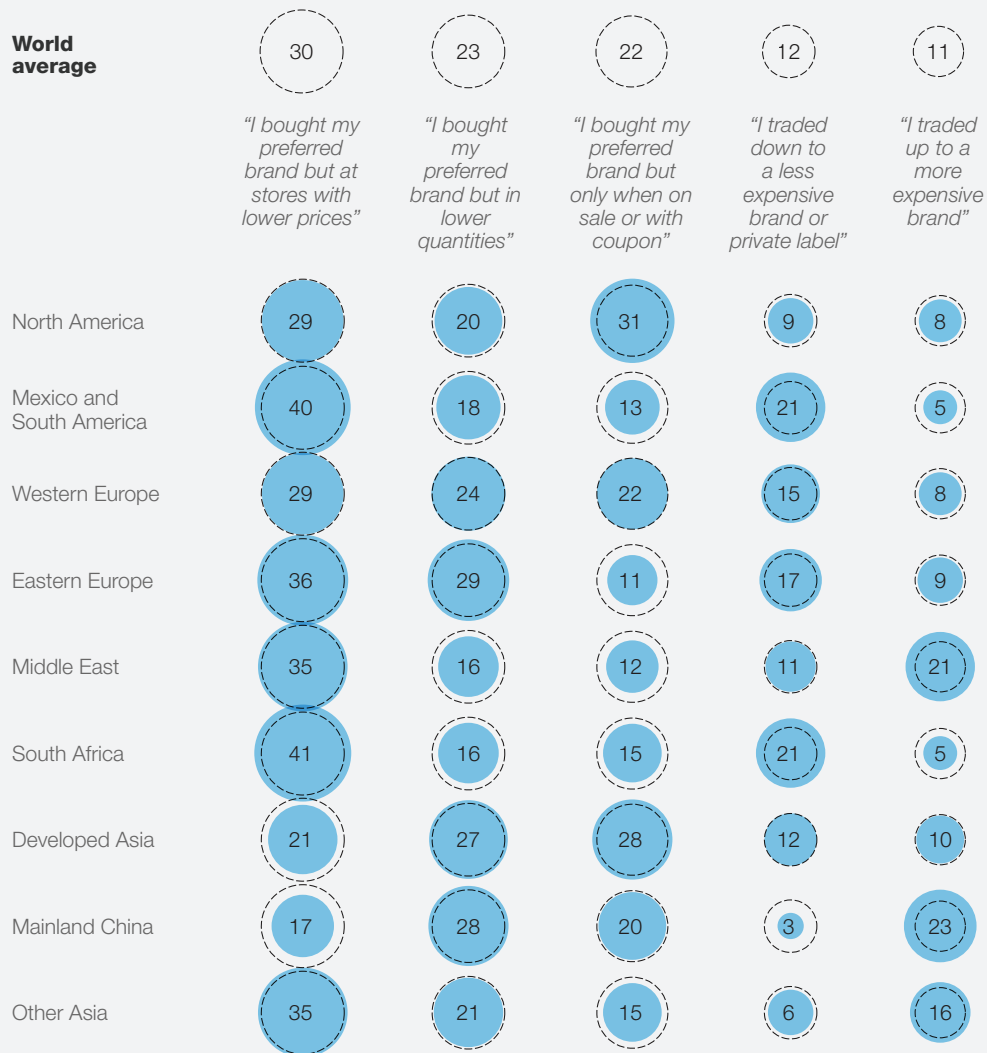 World
average
30
23
22
12
11
“I bought my
preferred
brand but at
stores with
lower prices”
“I bought
my
preferred
brand but in
lower
quantities”
“I bought my
preferred
brand but
only when on
sale or with
coupon”
“I traded
down to
a less
expensive
brand or
private label”
“I traded
up to a
more
expensive
brand”
North America
29
20
31
9
8
Mexico and
South America
40
18
13
21
5
Western Europe
29
24
22
15
8
Eastern Europe
36
29
11
17
9
Middle East
35
16
12
11
21
South Africa
41
16
15
21
5
Developed Asia
21
27
28
12
10
Mainland China
17
28
20
3
23
Other Asia
35
21
15
6
16